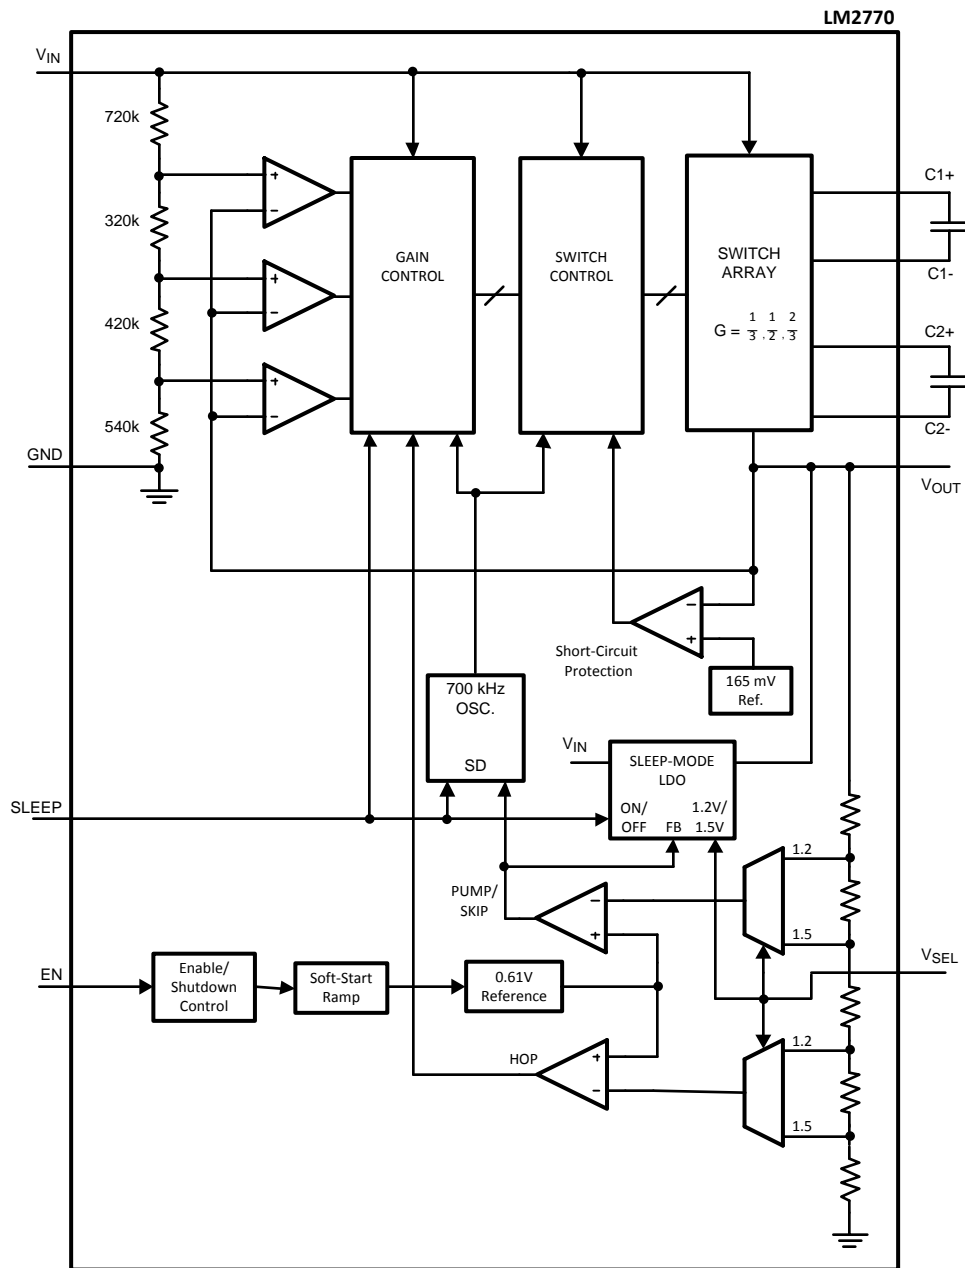 LM2770
VIN
720k
320k
420k
540k
GND
+
−
+
−
+
−
GAIN
CONTROL
SWITCH
CONTROL
SWITCH
ARRAY
G = 1/3, 1/2, 2/3
C1+
C1-
C2+
C2-
VOUT
−
+
Short-Circuit
Protection
165 mV
Ref.
700 kHz
OSC.
SD
VIN
SLEEP-MODE
LDO
ON/
OFF
FB
1.2V/
1.5V
SLEEP
PUMP/
SKIP
−
+
1.2
1.5
VSEL
EN
Enable/
Shutdown
Control
Soft-Start
Ramp
0.61V
Reference
HOP
+
−
1.2
1.5